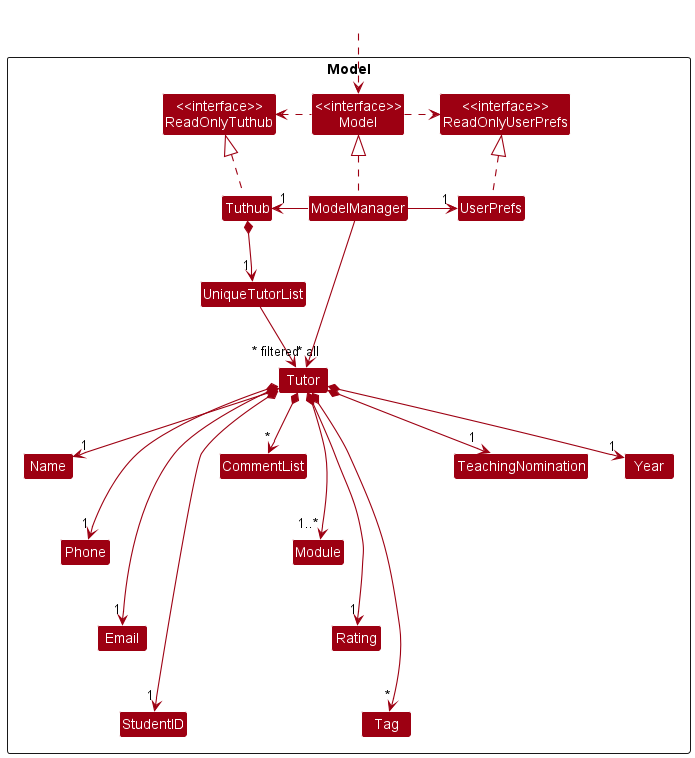 Model
<<interface>>
ReadOnlyTuthub
<<interface>>
Model
<<interface>>
ReadOnlyUserPrefs
Tuthub
1
ModelManager
1
UserPrefs
1
UniqueTutorList
* filtered
* all
Tutor
1
*
1
1
Name
CommentList
TeachingNomination
Year
1
1..*
Phone
Module
1
1
Email
Rating
1
*
StudentID
Tag